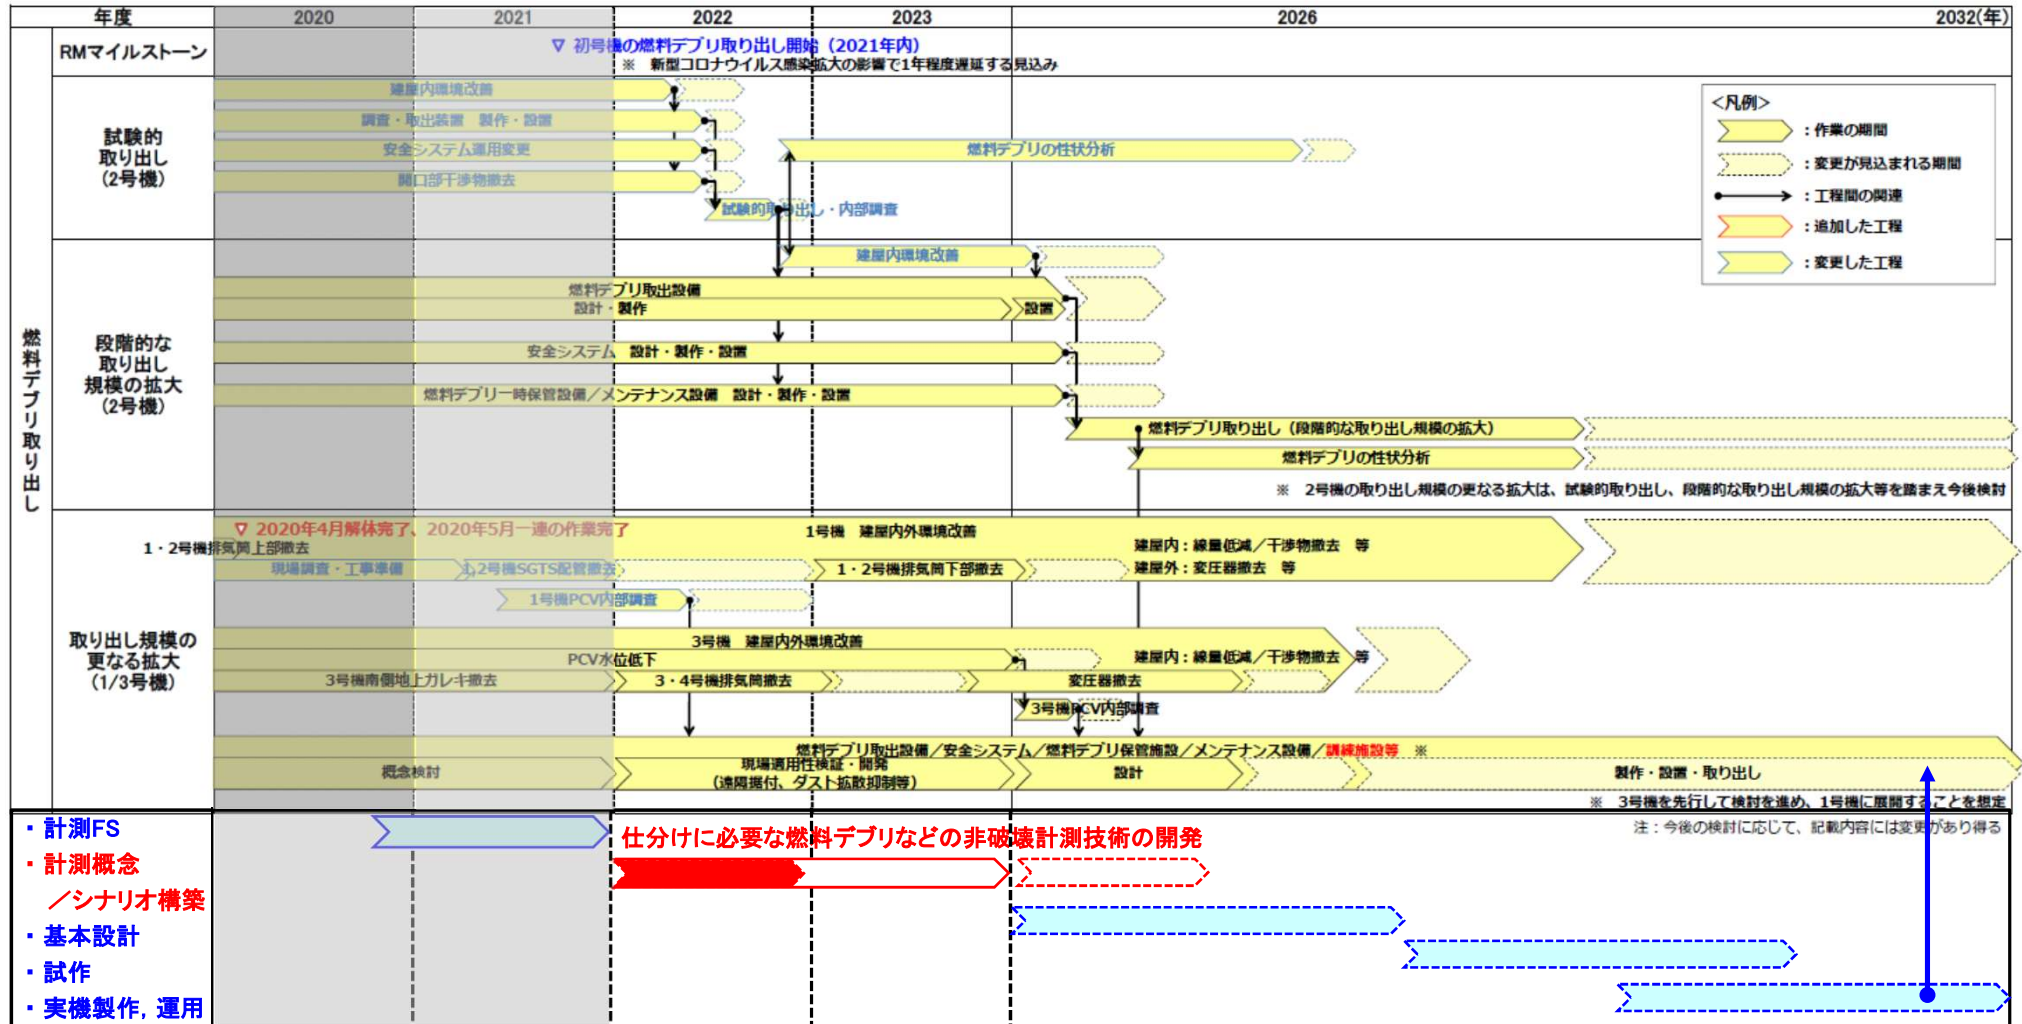 年度 2020 2021 2022 2023 2026 2032(年)
RMマイルストーン
▽ 初号機の燃料デブリ取り出し開始（2021年内）
※ 新型コロナウイルス感染拡大の影響で1年程度遅延する見込み
燃料デブリ取り出し
試験的
取り出し
(2号機)
建屋内環境改善
調査・取出装置 製作・設置
安全システム運用変更
燃料デブリの性状分析
開口部干渉物撤去
試験的取り出し・内部調査
<凡例>
：作業の期間
：変更が見込まれる期間
：工程間の関連
：追加した工程
：変更した工程
段階的な
取り出し
規模の拡大
(2号機)
建屋内環境改善
燃料デブリ取出設備
設計・製作
設置
安全システム 設計・製作・設置
燃料デブリ一時保管設備／メンテナンス設備 設計・製作・設置
燃料デブリ取り出し（段階的な取り出し規模の拡大）
燃料デブリの性状分析
※ 2号機の取り出し規模の更なる拡大は、試験的取り出し、段階的な取り出し規模の拡大等を踏まえ今後検討
取り出し規模の
更なる拡大
(1/3号機)
▽ 2020年4月解体完了、2020年5月一連の作業完了
1号機 建屋内外環境改善
1・2号機排気筒上部撤去
建屋内：線量低減／干渉物撤去 等
現場調査・工事準備
1,2号機SGTS配管撤去
1・2号機排気筒下部撤去
建屋外：変圧器撤去 等
1号機PCV内部調査
3号機 建屋内外環境改善
PCV水位低下
建屋内：線量低減／干渉物撤去 等
3号機南側地上ガレキ撤去
3・4号機排気筒撤去
変圧器撤去
3号機PCV内部調査
燃料デブリ取出設備／安全システム／燃料デブリ保管施設／メンテナンス設備／訓練施設等 ※
概念検討
現場適用性検証・開発
（遠隔据付、ダスト拡散抑制等）
設計
製作・設置・取り出し
※ 3号機を先行して検討を進め、1号機に展開することを想定
注：今後の検討に応じて、記載内容には変更があり得る
・計測FS
仕分けに必要な燃料デブリなどの非破壊計測技術の開発
・計測概念
／シナリオ構築
・基本設計
・試作
・実機製作, 運用